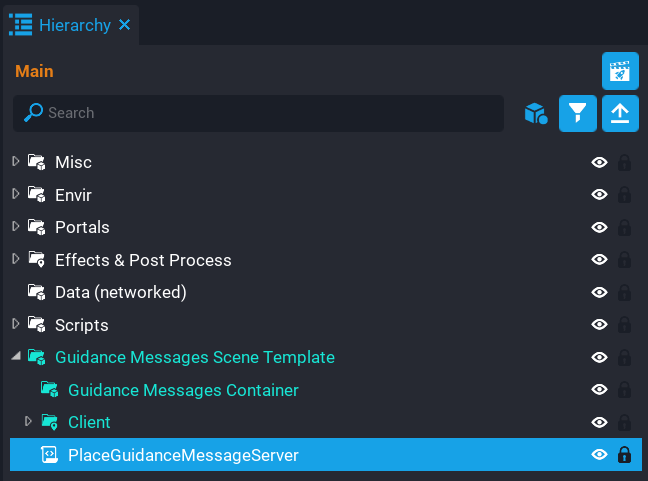 Hierarchy
Main
Search
Misc
Envir
Portals
Effects & Post Process
Data (networked)
Scripts
Guidance Messages Scene Template
Guidance Messages Container
Client
PlaceGuidanceMessageServer